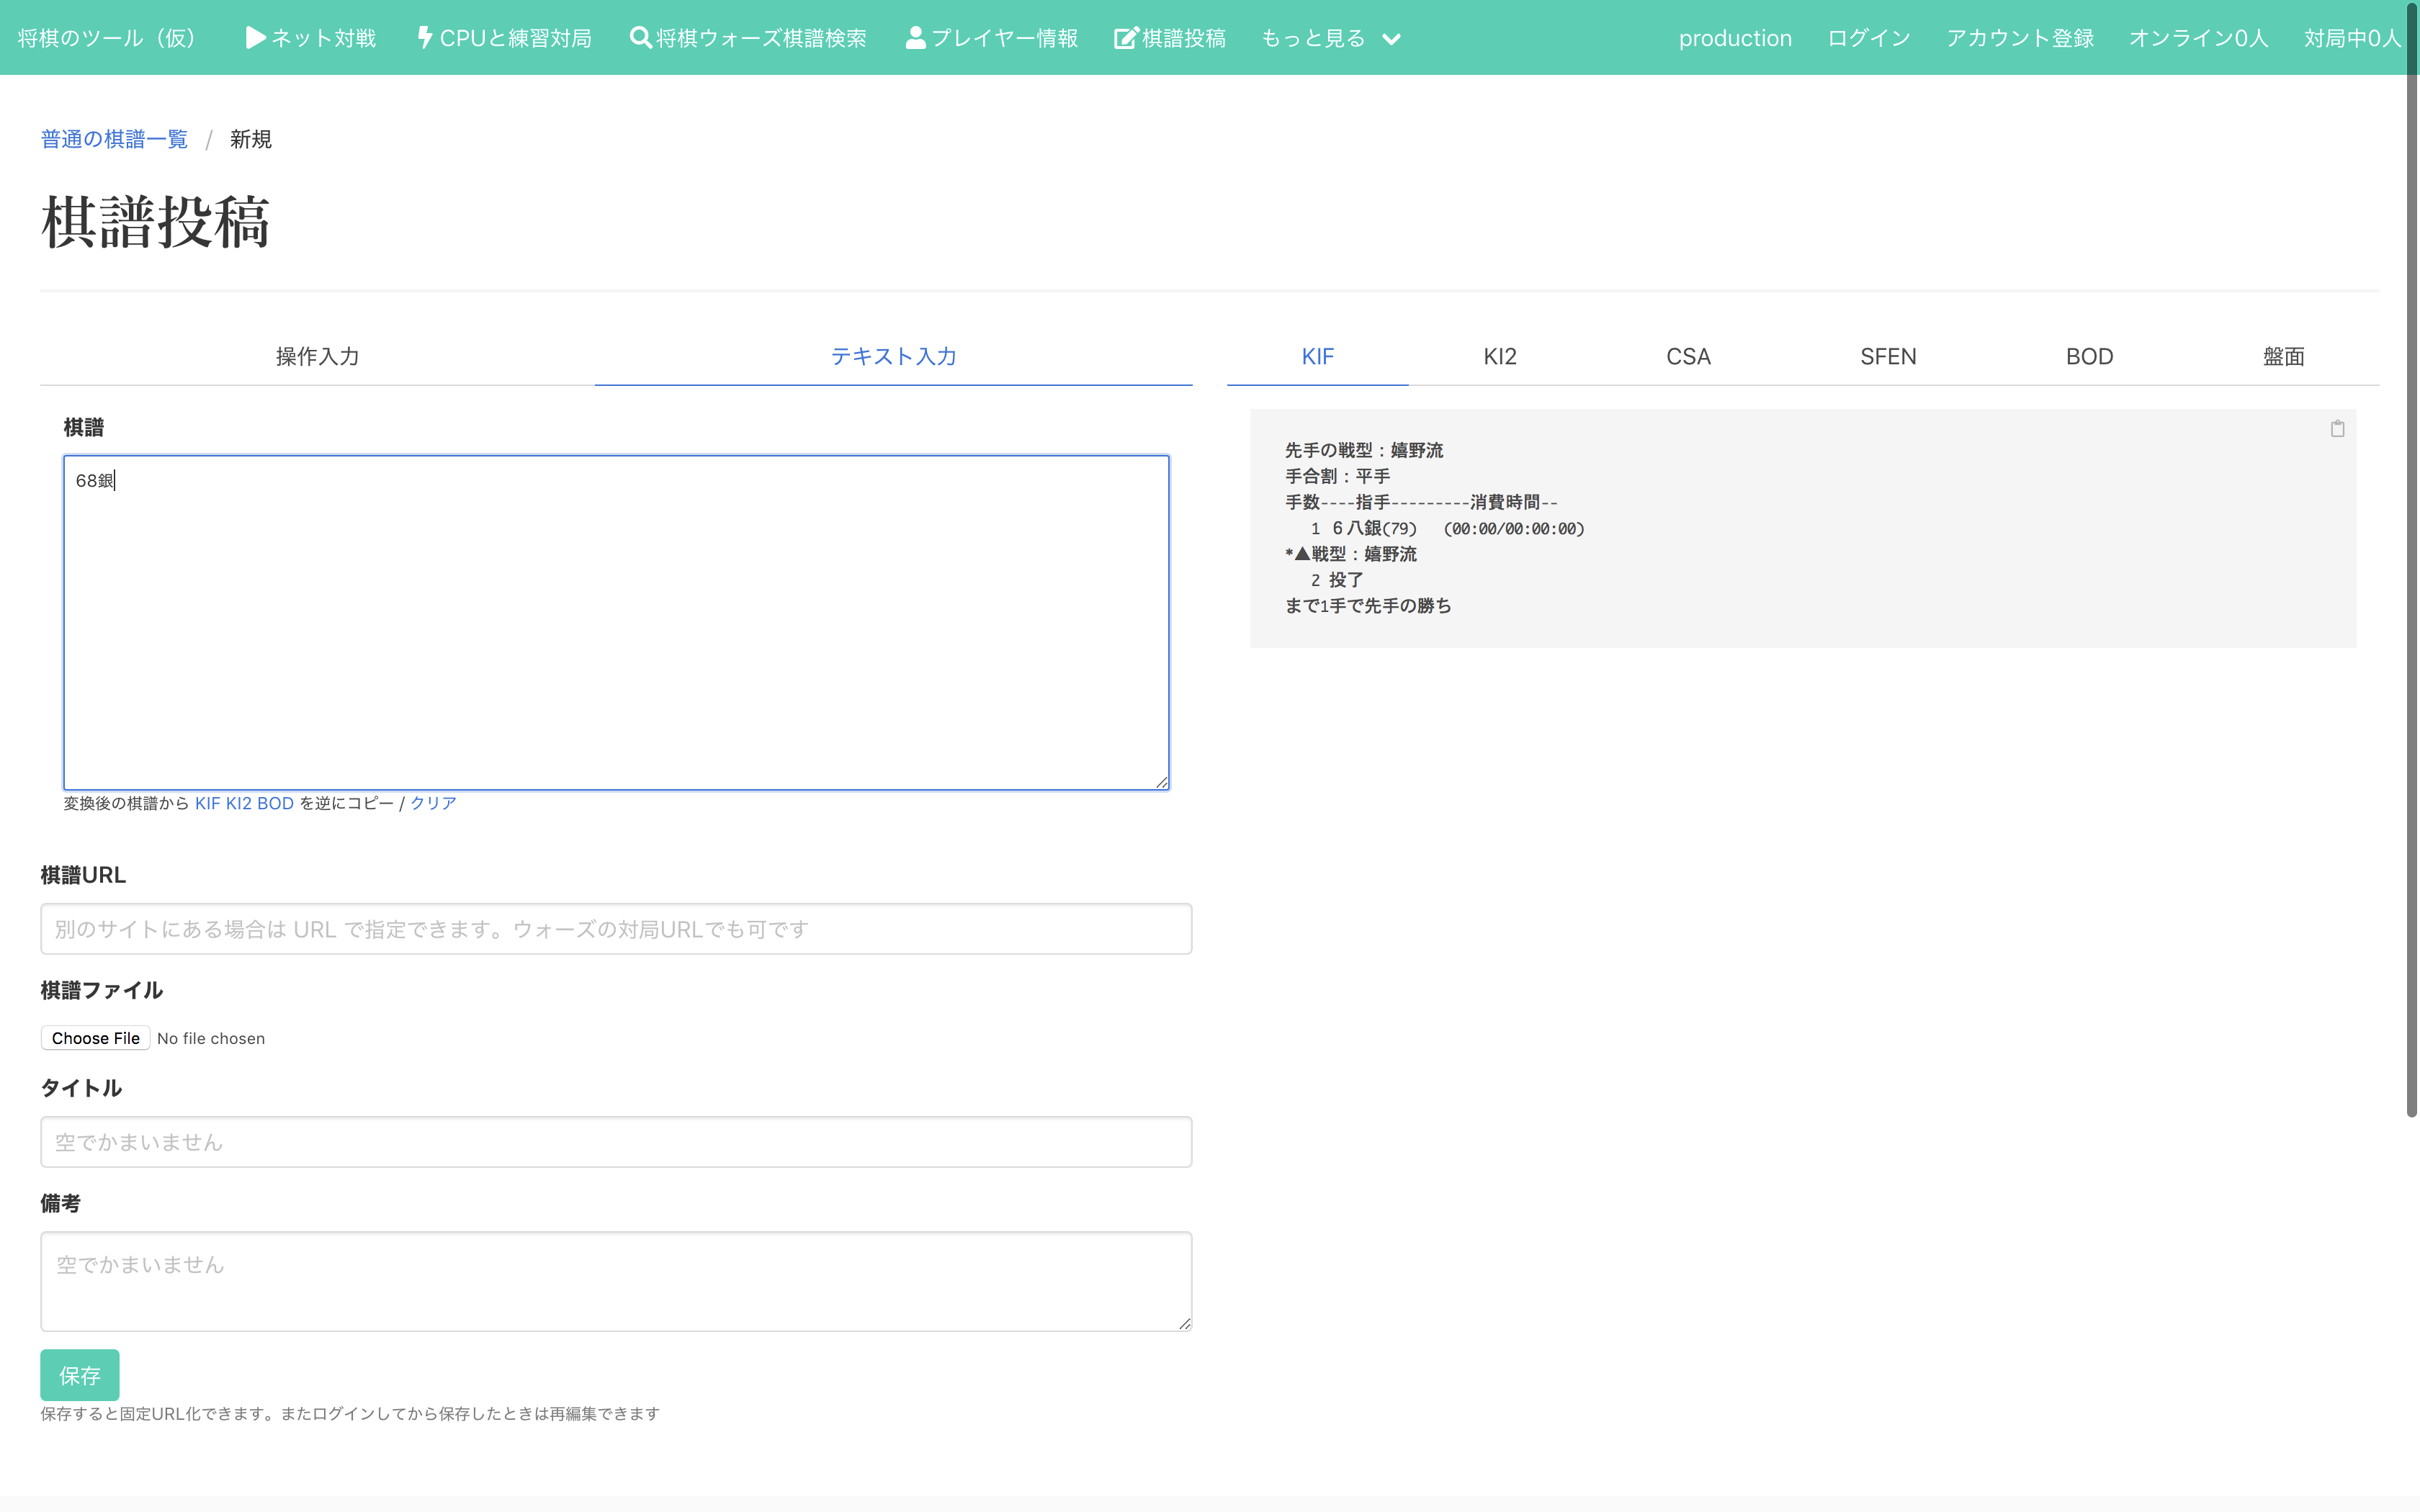 将棋のツール（仮） ネット対戦 CPUと練習対局 将棋ウォーズ棋譜検索 プレイヤー情報 棋譜投稿 もっと見る production ログイン アカウント登録 オンライン0人 対局中0人
普通の棋譜一覧 / 新規
棋譜投稿
操作入力 テキスト入力
棋譜
68銀
変換後の棋譜から KIF KI2 BOD を逆にコピー / クリア
棋譜URL
別のサイトにある場合は URL で指定できます。ウォーズの対局URLでも可です
棋譜ファイル
Choose File No file chosen
タイトル
空でかまいません
備考
空でかまいません
保存
保存すると固定URL化できます。またログインしてから保存したときは再編集できます
KIF KI2 CSA SFEN BOD 盤面
先手の戦型：嬉野流
手合割：平手
手数----指手---------消費時間--
1 ６八銀(79) (00:00/00:00:00)
*▲戦型：嬉野流
2 投了
まで1手で先手の勝ち